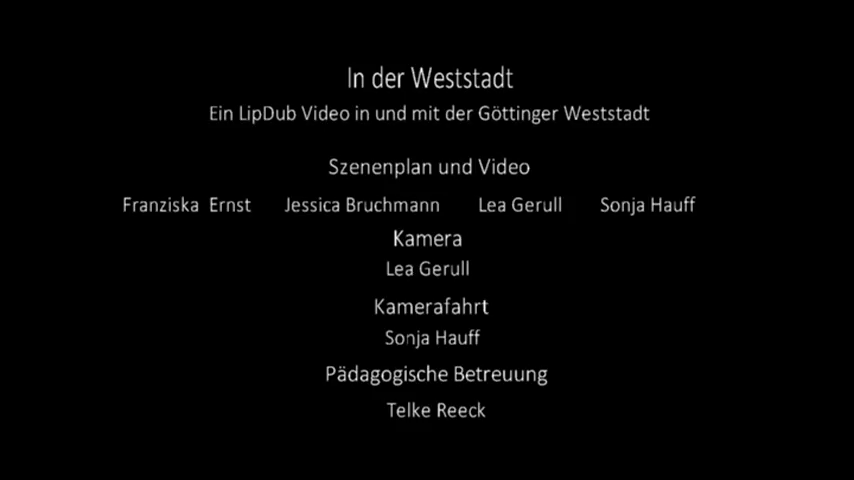 In der Weststadt
Ein LipDub Video in und mit der Göttinger Weststadt
Szenenplan und Video
Franziska Ernst Jessica Bruchmann Lea Gerull Sonja Hauff
Kamera
Lea Gerull
Kamerafahrt
Sonja Hauff
Pädagogische Betreuung
Telke Reeck